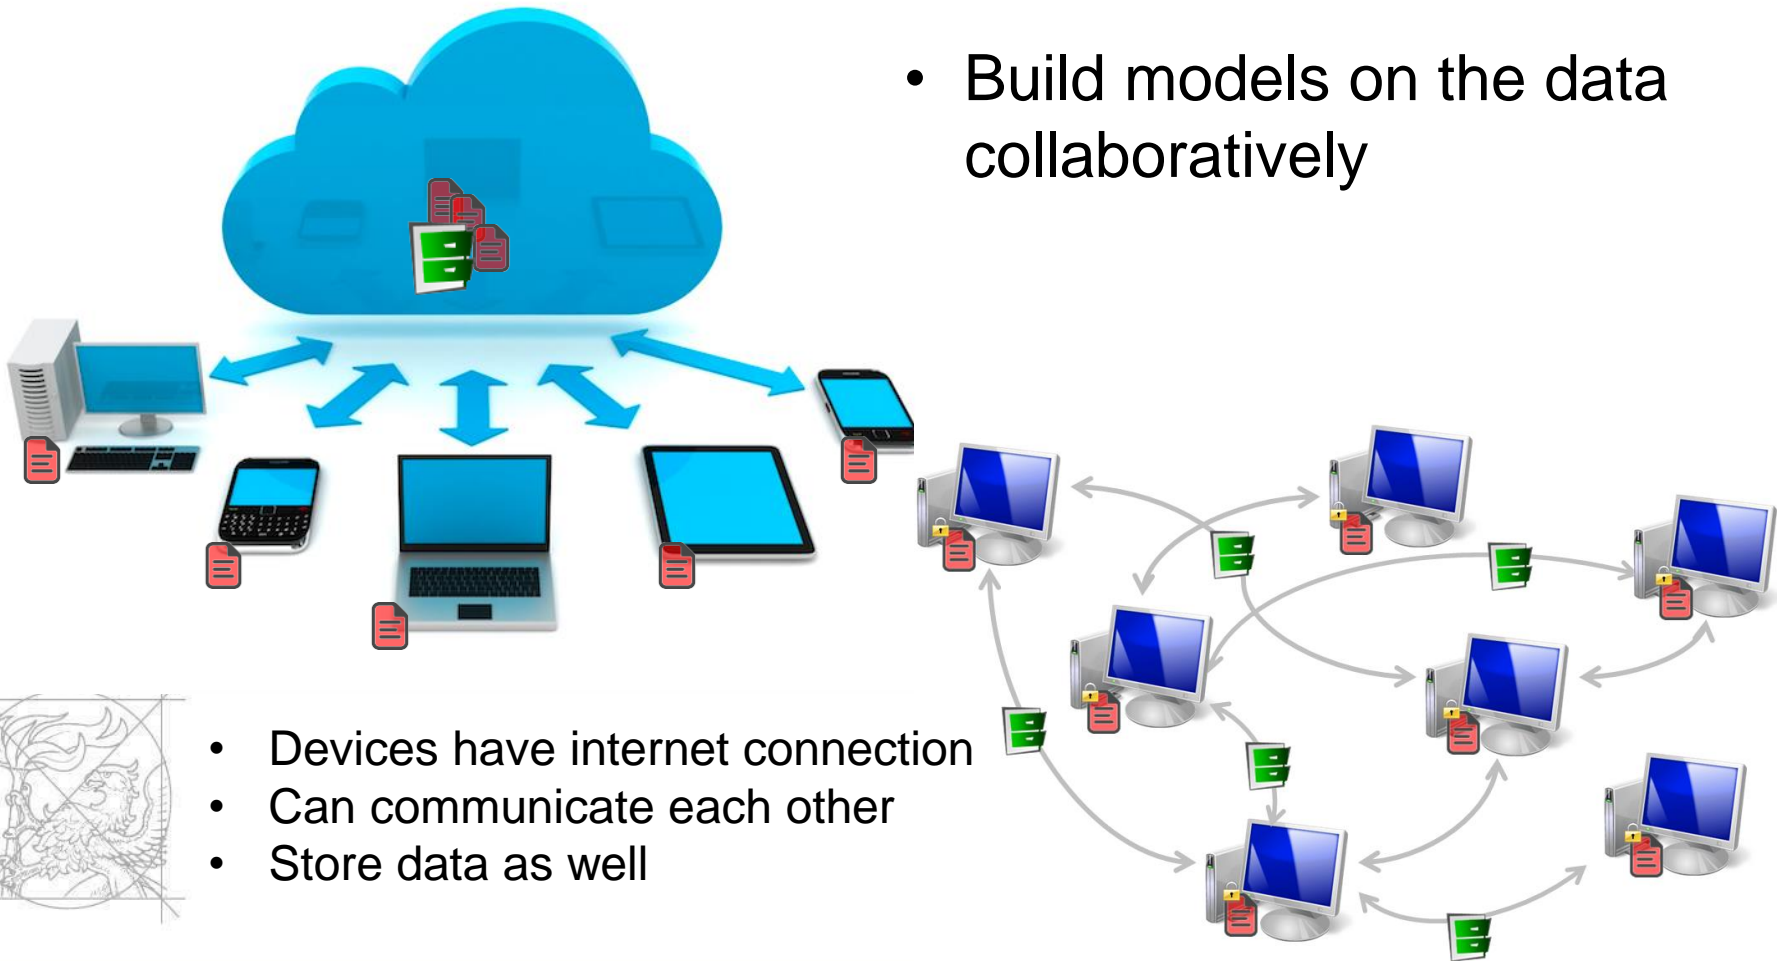 • Build models on the data
collaboratively
• Devices have internet connection
• Can communicate each other
• Store data as well